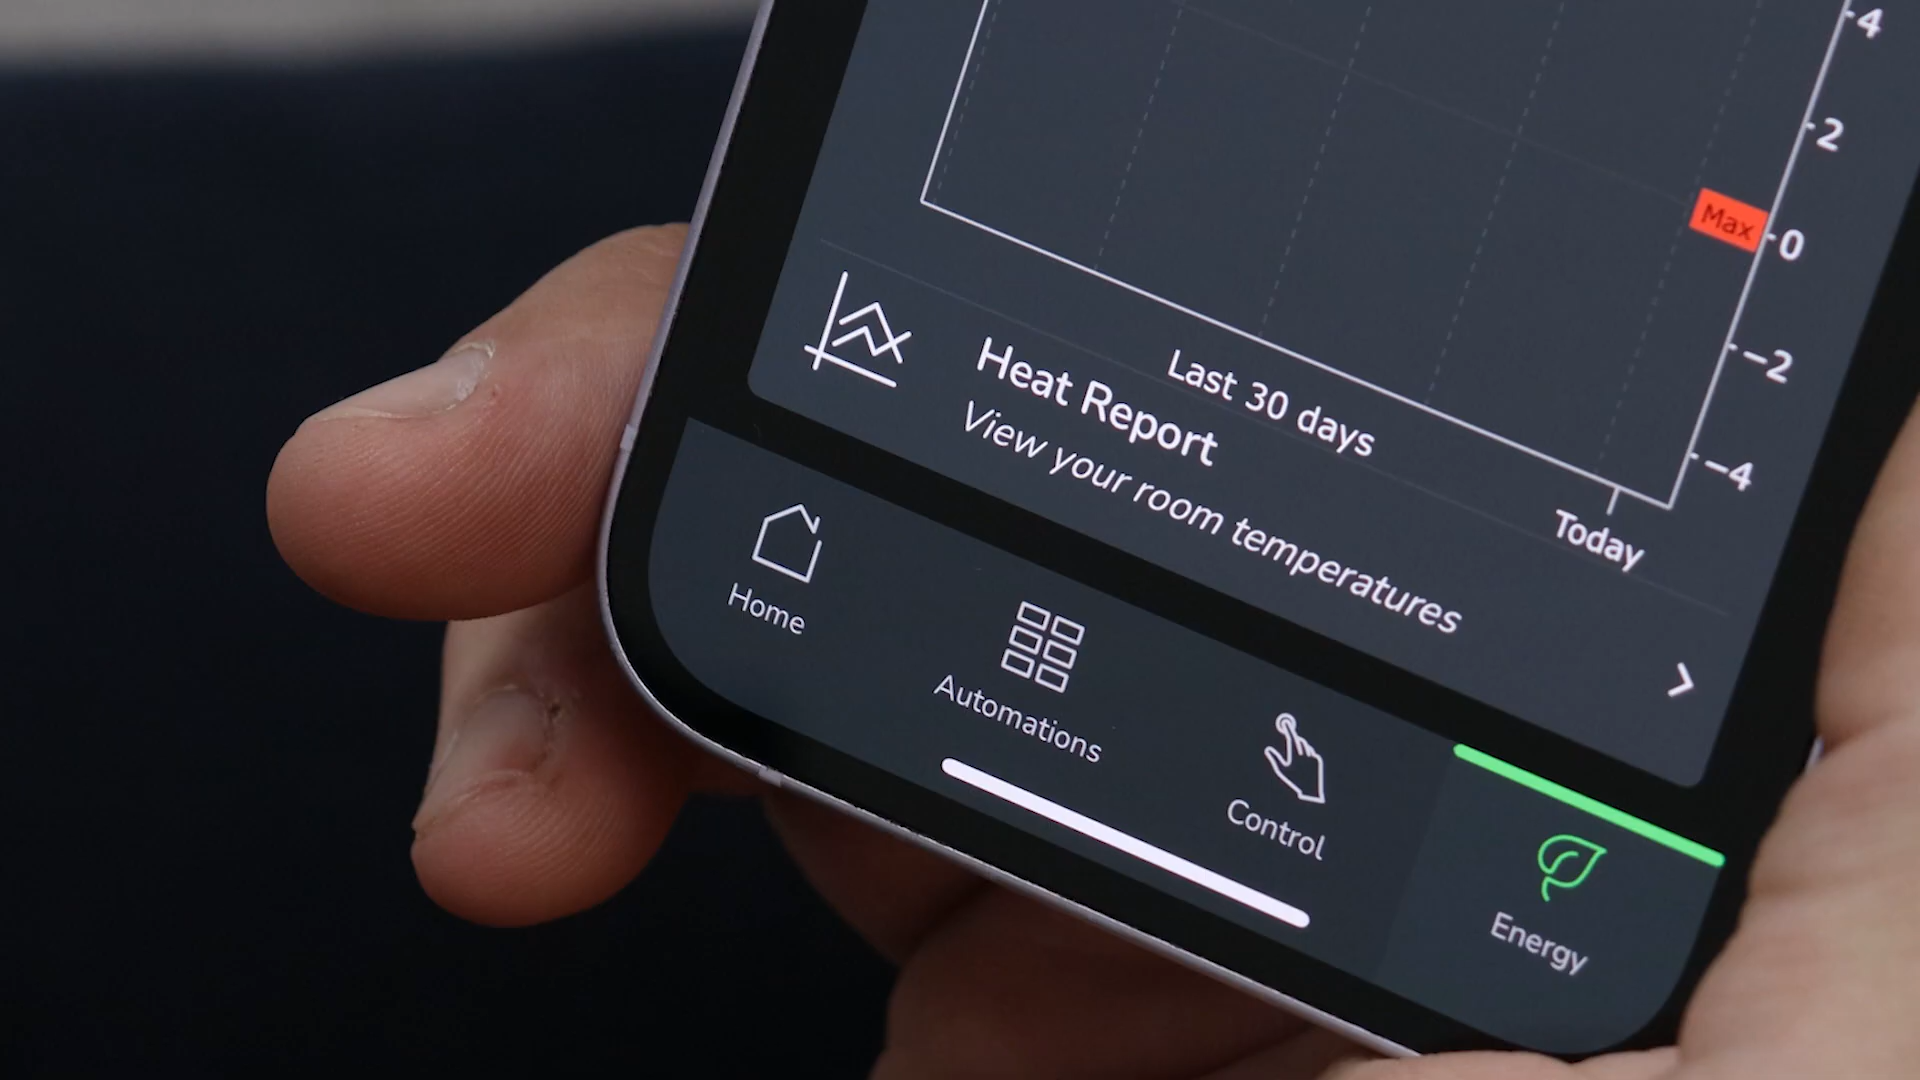 4
2
Max
0
−2
−4
Last 30 days
Today
Heat Report
View your room temperatures
Home
Automations
Control
Energy